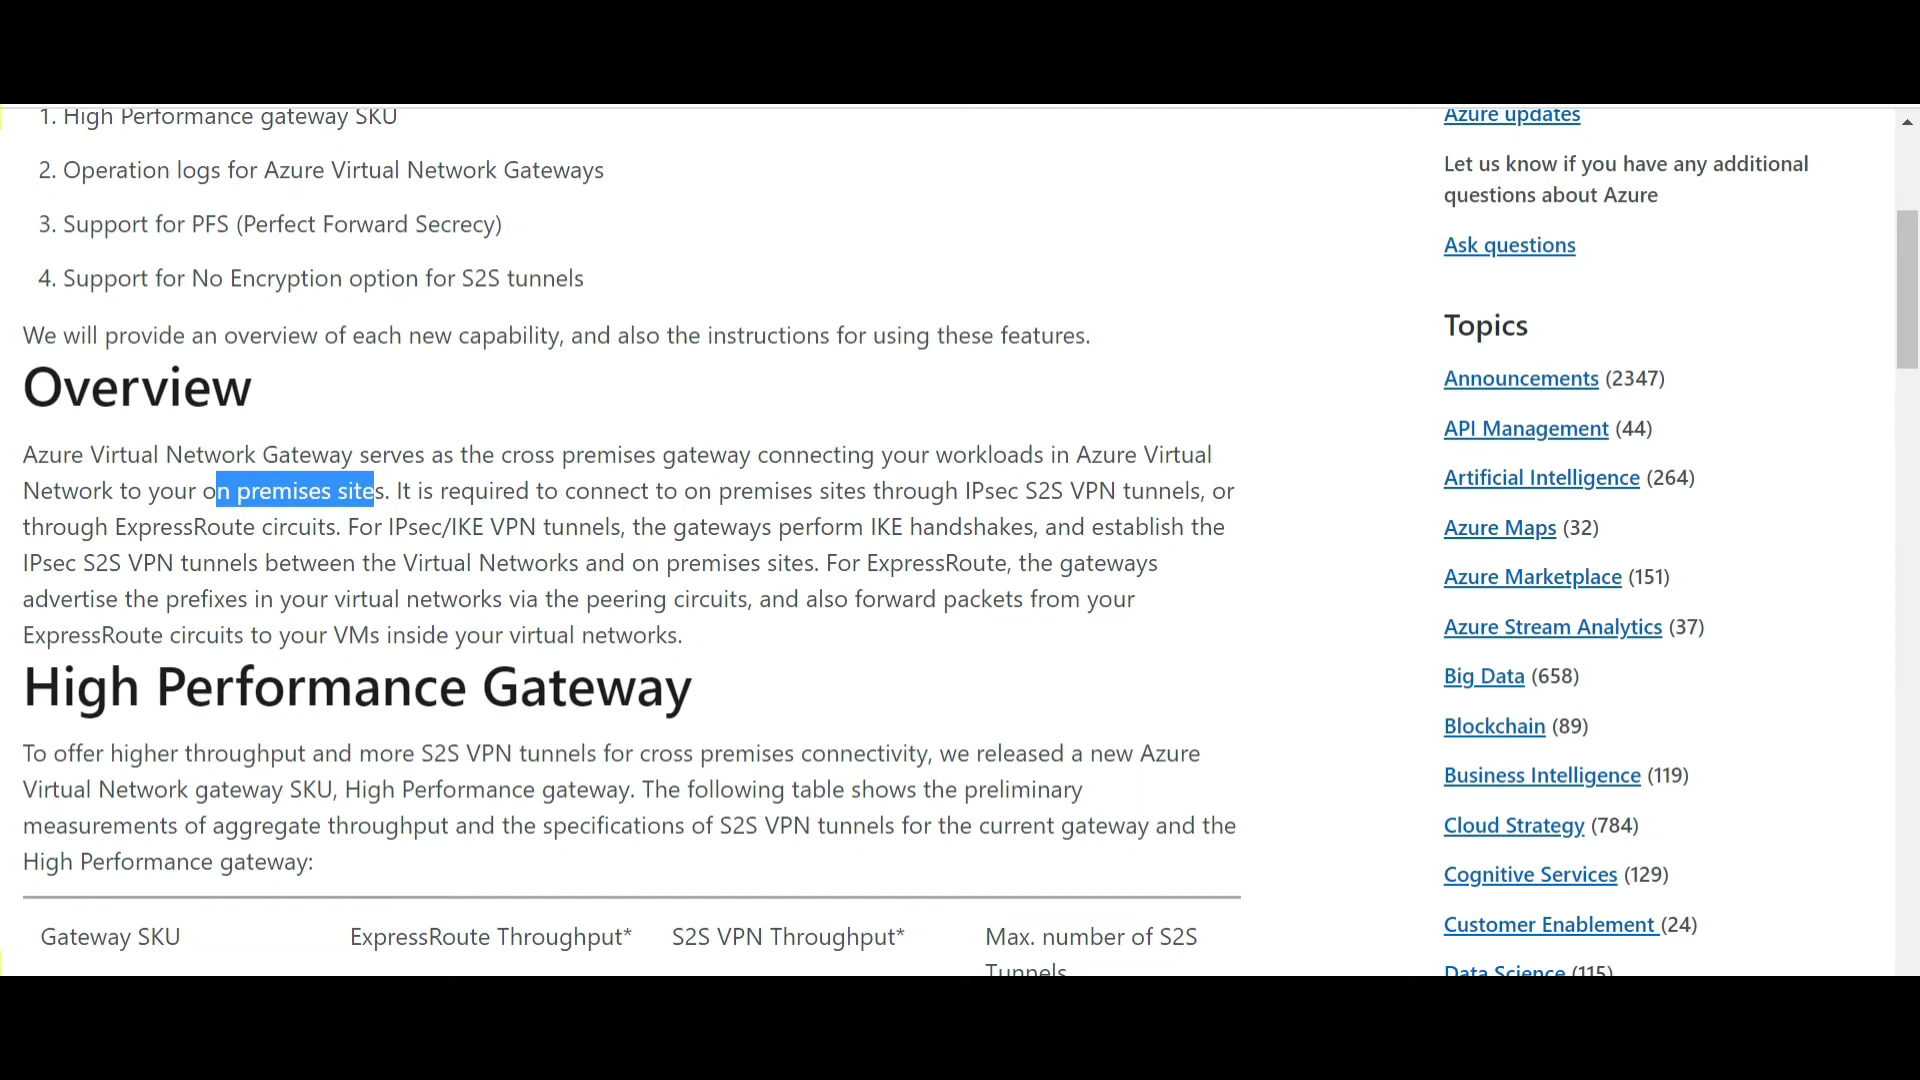 1. High Performance gateway SKU
2. Operation logs for Azure Virtual Network Gateways
3. Support for PFS (Perfect Forward Secrecy)
4. Support for No Encryption option for S2S tunnels
We will provide an overview of each new capability, and also the instructions for using these features.
Overview
Azure Virtual Network Gateway serves as the cross premises gateway connecting your workloads in Azure Virtual
Network to your on premises sites. It is required to connect to on premises sites through IPsec S2S VPN tunnels, or
through ExpressRoute circuits. For IPsec/IKE VPN tunnels, the gateways perform IKE handshakes, and establish the
IPsec S2S VPN tunnels between the Virtual Networks and on premises sites. For ExpressRoute, the gateways
advertise the prefixes in your virtual networks via the peering circuits, and also forward packets from your
ExpressRoute circuits to your VMs inside your virtual networks.
High Performance Gateway
To offer higher throughput and more S2S VPN tunnels for cross premises connectivity, we released a new Azure
Virtual Network gateway SKU, High Performance gateway. The following table shows the preliminary
measurements of aggregate throughput and the specifications of S2S VPN tunnels for the current gateway and the
High Performance gateway:
Gateway SKU ExpressRoute Throughput* S2S VPN Throughput* Max. number of S2S
Tunnels
Azure updates
Let us know if you have any additional
questions about Azure
Ask questions
Topics
Announcements (2347)
API Management (44)
Artificial Intelligence (264)
Azure Maps (32)
Azure Marketplace (151)
Azure Stream Analytics (37)
Big Data (658)
Blockchain (89)
Business Intelligence (119)
Cloud Strategy (784)
Cognitive Services (129)
Customer Enablement (24)
Data Science (115)